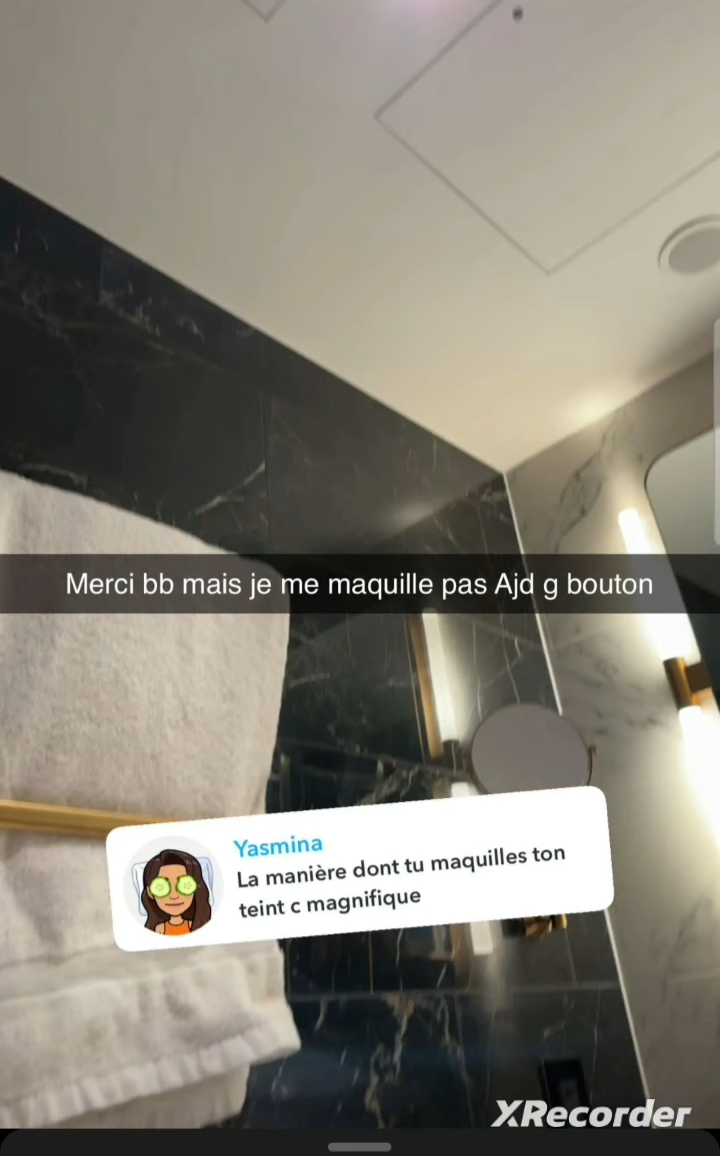 Merci bb mais je me maquille pas Ajd g bouton
Yasmina
La manière dont tu maquilles ton
teint c magnifique
XRecorder